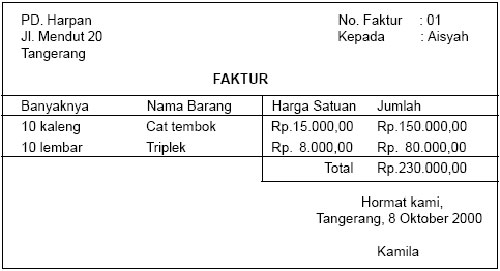 PD. Harpan No. Faktur : 01
Jl. Mendut 20 Kepada : Aisyah
Tangerang
FAKTUR
Banyaknya Nama Barang Harga Satuan Jumlah
10 kaleng Cat tembok Rp.15.000,00 Rp.150.000,00
10 lembar Triplek Rp. 8.000,00 Rp. 80.000,00
Total Rp.230.000,00
Hormat kami,
Tangerang, 8 Oktober 2000
Kamila